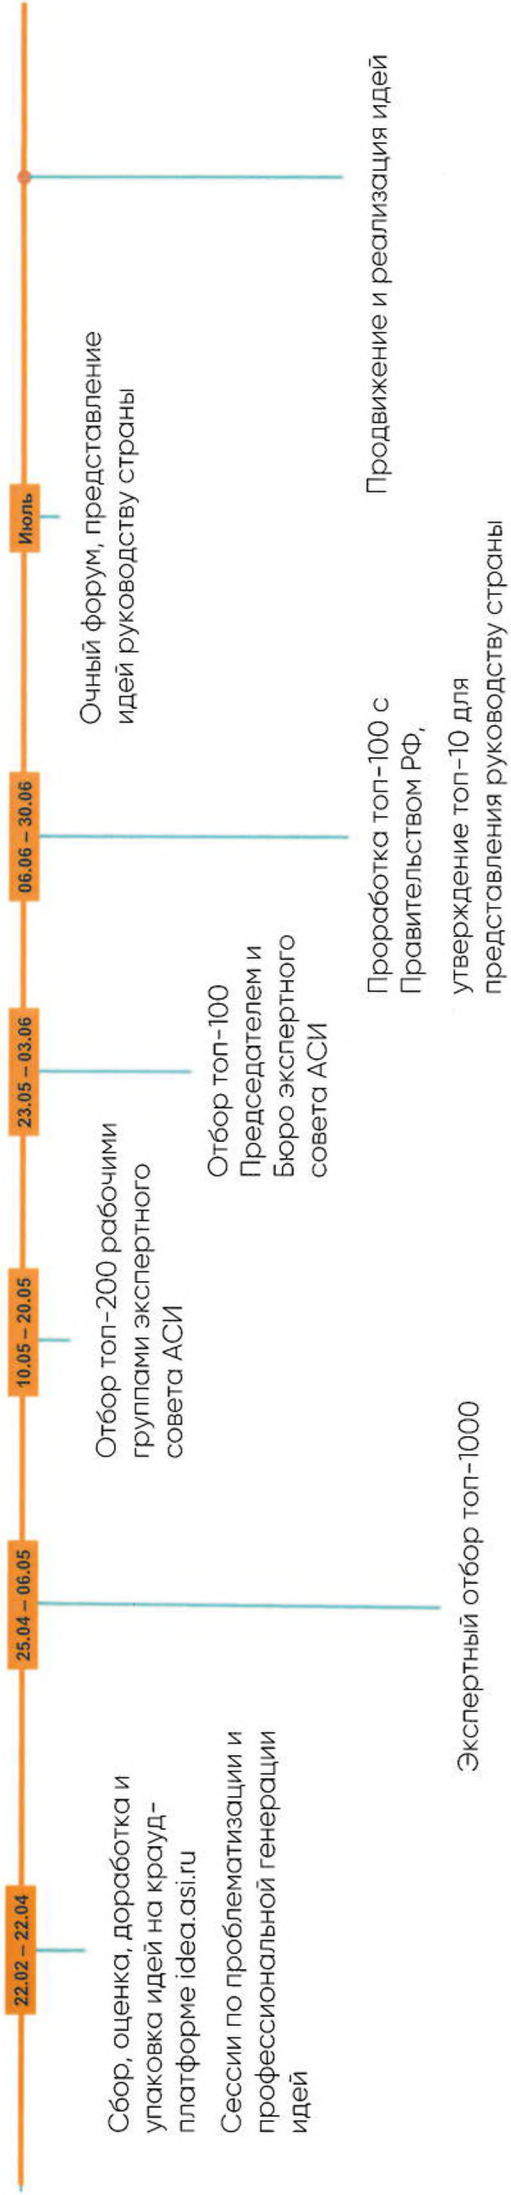 22.02 – 22.04
Сбор, оценка, доработка и
упаковка идей на крауд-
платформе idea.asi.ru
Сессии по проблематизации и
профессиональной генерации
идей
25.04 – 06.05
Экспертный отбор топ-1000
10.05 – 20.05
Отбор топ-200 рабочими
группами экспертного
совета АСИ
23.05 – 03.06
Отбор топ-100
Председателем и
Бюро экспертного
совета АСИ
06.06 – 30.06
Проработка топ-100 с
Правительством РФ,
утверждение топ-10 для
представления руководству страны
Июль
Очный форум, представление
идей руководству страны
Продвижение и реализация идей